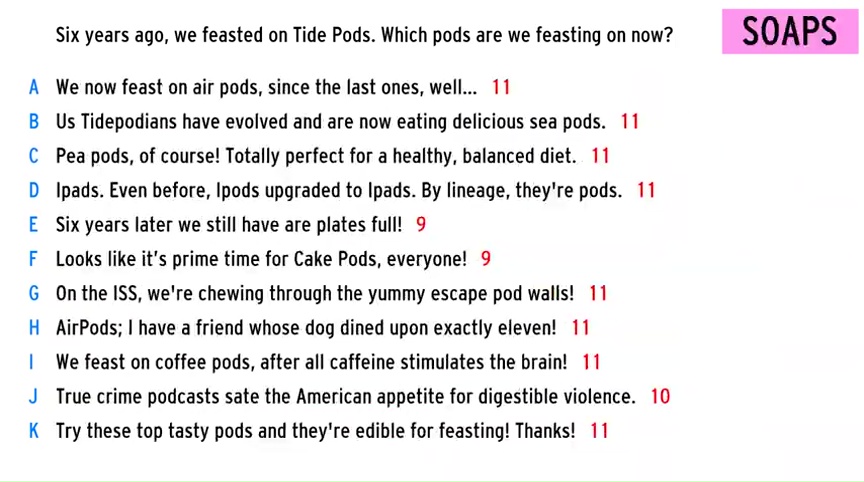 Six years ago, we feasted on Tide Pods. Which pods are we feasting on now?
SOAPS
A We now feast on air pods, since the last ones, well... 11
B Us Tidepodians have evolved and are now eating delicious sea pods. 11
C Pea pods, of course! Totally perfect for a healthy, balanced diet. 11
D Ipads. Even before, Ipods upgraded to Ipads. By lineage, they're pods. 11
E Six years later we still have are plates full! 9
F Looks like it’s prime time for Cake Pods, everyone! 9
G On the ISS, we're chewing through the yummy escape pod walls! 11
H AirPods; I have a friend whose dog dined upon exactly eleven! 11
I We feast on coffee pods, after all caffeine stimulates the brain! 11
J True crime podcasts sate the American appetite for digestible violence. 10
K Try these top tasty pods and they're edible for feasting! Thanks! 11